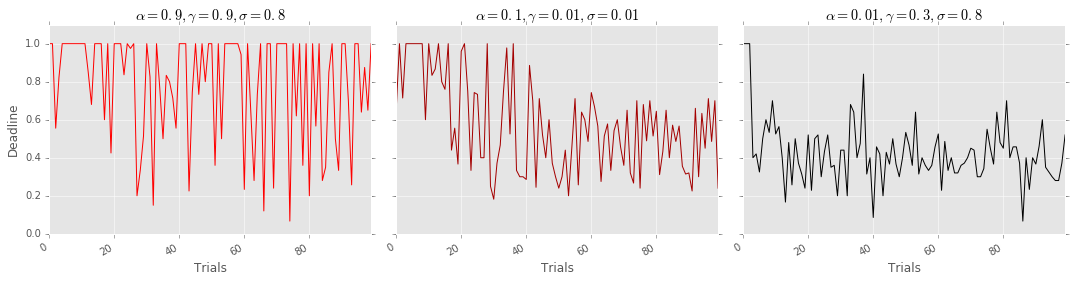 α = 0.9, γ = 0.9, σ = 0.8
α = 0.1, γ = 0.01, σ = 0.01
α = 0.01, γ = 0.3, σ = 0.8
Deadline
1.0
0.8
0.6
0.4
0.2
0.0
0 20 40 60 80
0 20 40 60 80
0 20 40 60 80
Trials
Trials
Trials